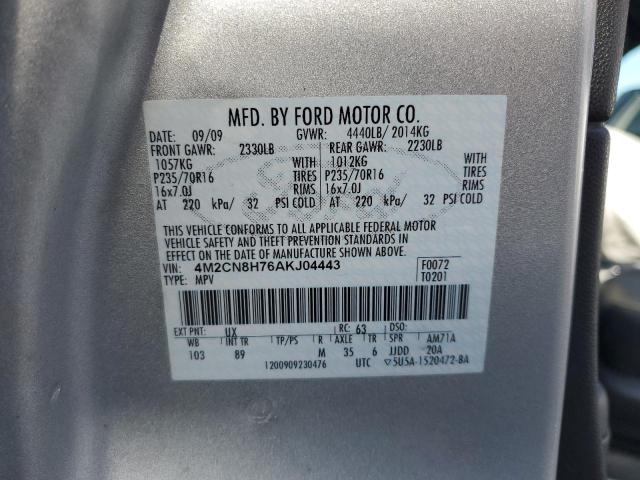 MFD. BY FORD MOTOR CO.
DATE: 09/09 GVWR: 4440LB/ 2014KG
FRONT GAWR: 2330LB REAR GAWR: 2230LB
1057KG WITH 1012KG WITH
P235/70R16 TIRES P235/70R16 TIRES
16x7.0J RIMS 16x7.0J RIMS
AT 220 kPa/ 32 PSI COLD AT 220 kPa/ 32 PSI COLD
THIS VEHICLE CONFORMS TO ALL APPLICABLE FEDERAL MOTOR
VEHICLE SAFETY AND THEFT PREVENTION STANDARDS IN
EFFECT ON THE DATE OF MANUFACTURE SHOWN ABOVE.
VIN: 4M2CN8H76AKJ04443 F0072
TYPE: MPV T0201
EXT PNT: UX RC: 63 DSO:
WB INT TR TP/PS R AXLE TR SPR AM71A
103 89 M 35 6 JJDD 20A
1200909230476 UTC ▽5U5A-1520472-BA